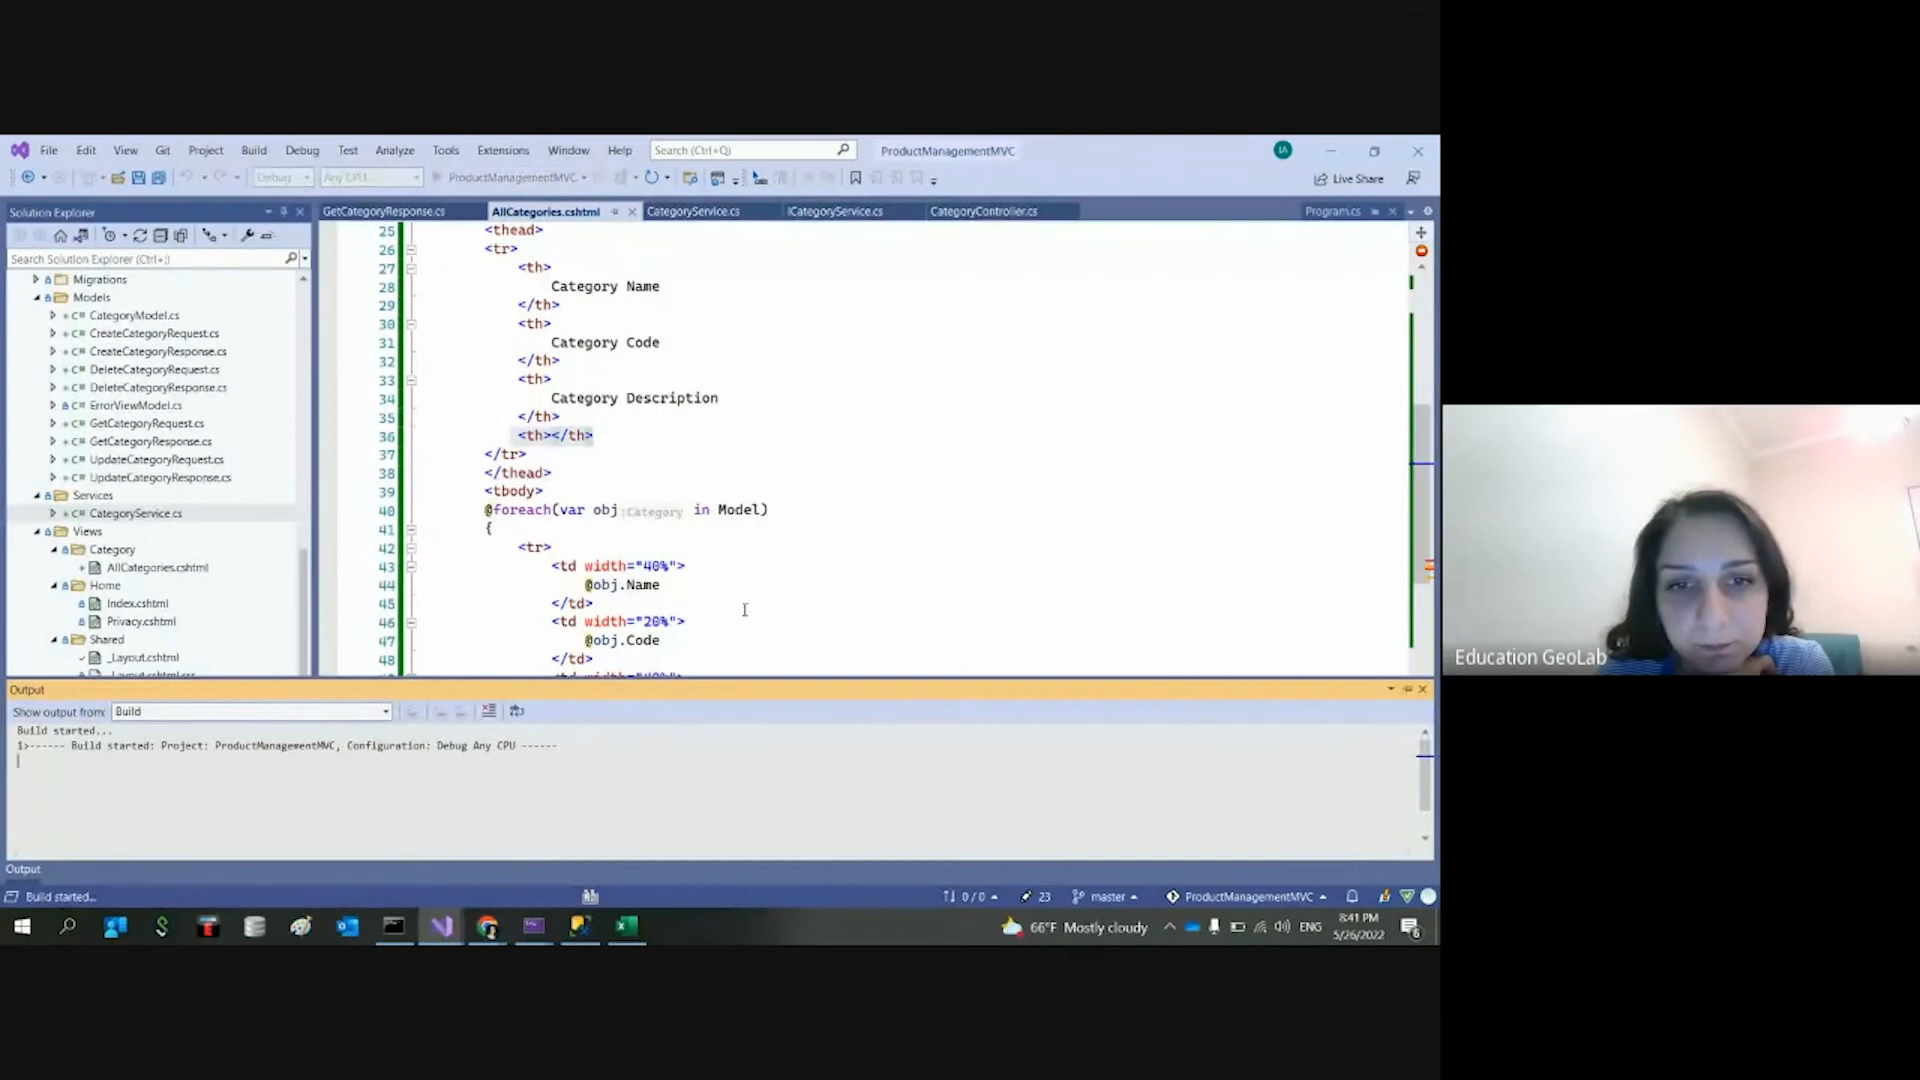 File Edit View Git Project Build Debug Test Analyze Tools Extensions Window Help Search (Ctrl+Q) ProductManagementMVC IA
Debug Any CPU ProductManagementMVC Live Share
Solution Explorer
Search Solution Explorer (Ctrl+;)
Migrations
Models
C# CategoryModel.cs
C# CreateCategoryRequest.cs
C# CreateCategoryResponse.cs
C# DeleteCategoryRequest.cs
C# DeleteCategoryResponse.cs
C# ErrorViewModel.cs
C# GetCategoryRequest.cs
C# GetCategoryResponse.cs
C# UpdateCategoryRequest.cs
C# UpdateCategoryResponse.cs
Services
C# CategoryService.cs
Views
Category
AllCategories.cshtml
Home
Index.cshtml
Privacy.cshtml
Shared
_Layout.cshtml
_Layout.cshtml.css
GetCategoryResponse.cs AllCategories.cshtml CategoryService.cs ICategoryService.cs CategoryController.cs Program.cs
25 <thead>
26 <tr>
27 <th>
28 Category Name
29 </th>
30 <th>
31 Category Code
32 </th>
33 <th>
34 Category Description
35 </th>
36 <th></th>
37 </tr>
38 </thead>
39 <tbody>
40 @foreach(var obj :Category in Model)
41 {
42 <tr>
43 <td width="40%">
44 @obj.Name
45 </td>
46 <td width="20%">
47 @obj.Code
48 </td>
Output
Show output from: Build
Build started...
1>------ Build started: Project: ProductManagementMVC, Configuration: Debug Any CPU ------
Output
Build started... 0 / 0 23 master ProductManagementMVC
66°F Mostly cloudy ENG 8:41 PM
5/26/2022 6
Education GeoLab